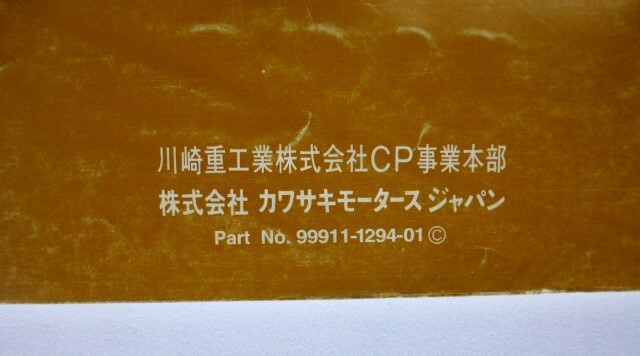 川崎重工業株式会社CP事業本部
株式会社 カワサキモータースジャパン
Part No. 99911-1294-01 ©